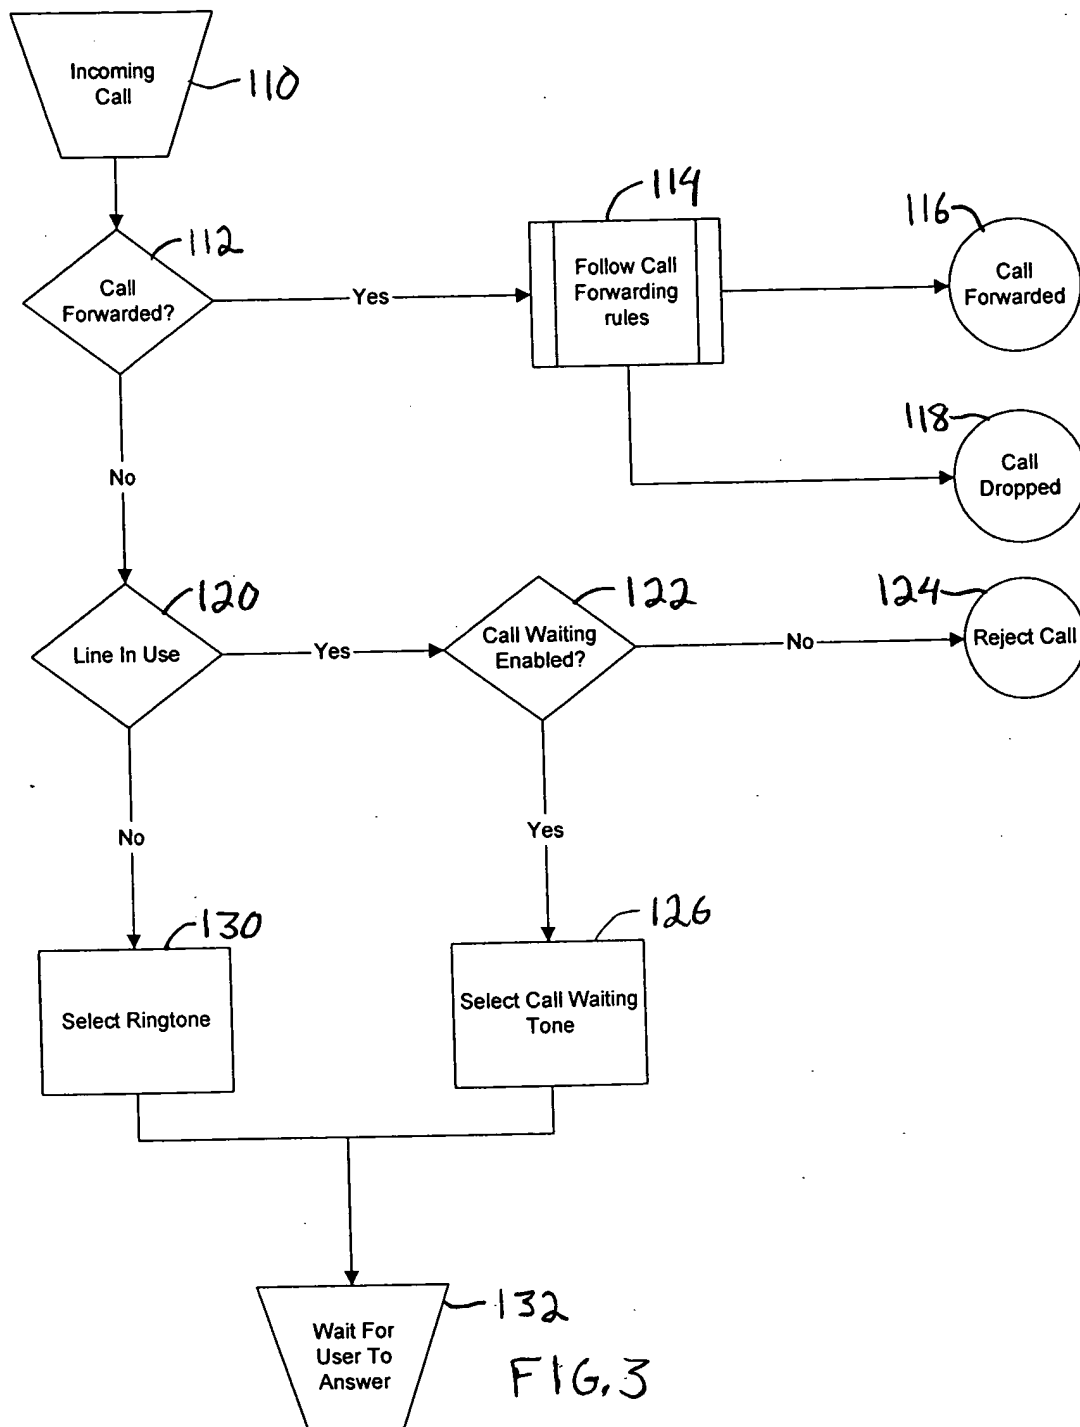 Incoming
Call
110
114
116
112
Call
Forwarded?
Yes
Follow Call
Forwarding
rules
Call
Forwarded
118
Call
Dropped
No
120
122
124
Line In Use
Yes
Call Waiting
Enabled?
No
Reject Call
No
Yes
130
126
Select Ringtone
Select Call Waiting
Tone
132
Wait For
User To
Answer
FIG.3